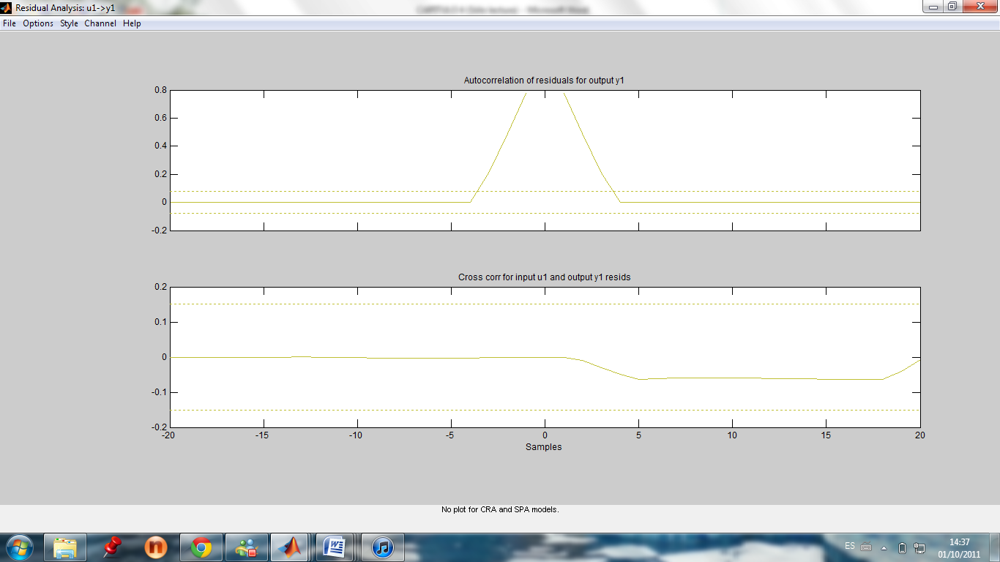 Residual Analysis: u1->y1
File Options Style Channel Help
Autocorrelation of residuals for output y1
0.8
0.6
0.4
0.2
0
-0.2
Cross corr for input u1 and output y1 resids
0.2
0.1
0
-0.1
-0.2
-20 -15 -10 -5 0 5 10 15 20
Samples
No plot for CRA and SPA models.
ES
14:37
01/10/2011